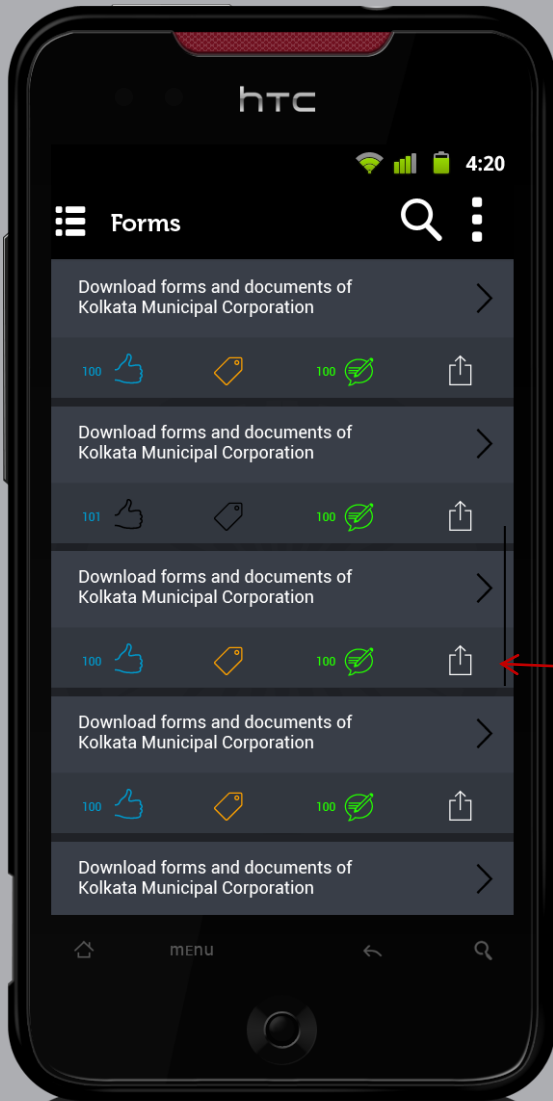 hTC
4:20
Forms
Download forms and documents of
Kolkata Municipal Corporation
100 100
Download forms and documents of
Kolkata Municipal Corporation
101 100
Download forms and documents of
Kolkata Municipal Corporation
100 100
Download forms and documents of
Kolkata Municipal Corporation
100 100
Download forms and documents of
Kolkata Municipal Corporation
mENU